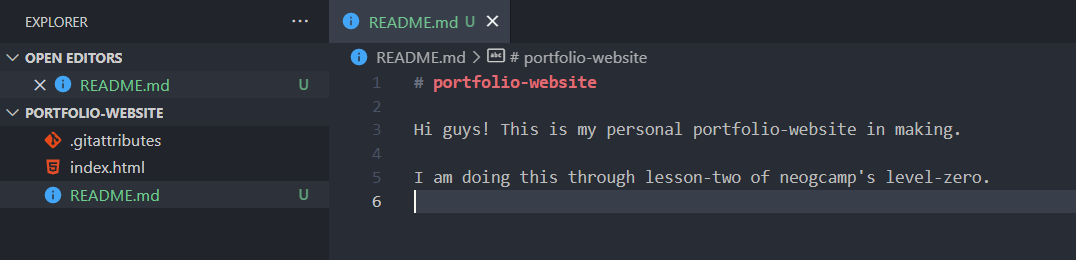 EXPLORER ···
README.md U
OPEN EDITORS
README.md U
PORTFOLIO-WEBSITE
.gitattributes
index.html
README.md U
README.md > abc # portfolio-website
1 # portfolio-website
2
3 Hi guys! This is my personal portfolio-website in making.
4
5 I am doing this through lesson-two of neogcamp's level-zero.
6